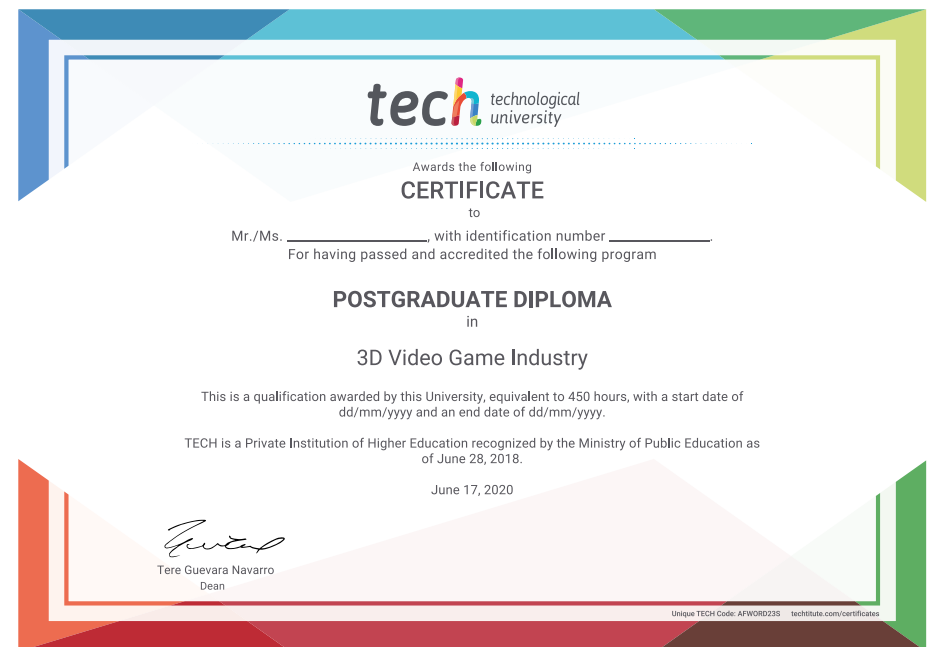 tech technological
university
Awards the following
CERTIFICATE
to
Mr./Ms. ____________________, with identification number ______________.
For having passed and accredited the following program
POSTGRADUATE DIPLOMA
in
3D Video Game Industry
This is a qualification awarded by this University, equivalent to 450 hours, with a start date of
dd/mm/yyyy and an end date of dd/mm/yyyy.
TECH is a Private Institution of Higher Education recognized by the Ministry of Public Education as
of June 28, 2018.
June 17, 2020
Tere Guevara Navarro
Dean
Unique TECH Code: AFWORD23S techtitute.com/certificates